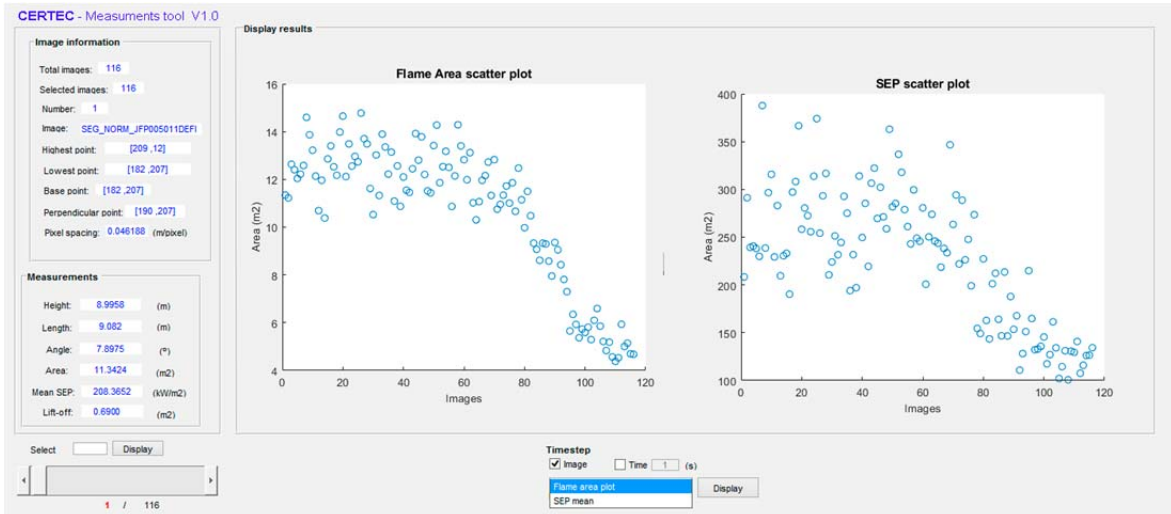 CERTEC - Measuments tool V1.0
Image information
Total images: 116
Selected images: 116
Number: 1
Image: SEG_NORM_JFP005011DEFI
Highest point: [209 ,12]
Lowest point: [182 ,207]
Base point: [182 ,207]
Perpendicular point: [190 ,207]
Pixel spacing: 0.046188 (m/pixel)
Measurements
Height: 8.9958 (m)
Length: 9.082 (m)
Angle: 7.8975 (º)
Area: 11.3424 (m2)
Mean SEP: 208.3652 (kW/m2)
Lift-off: 0.6900 (m2)
Select Display
1 / 116
Display results
Flame Area scatter plot
Area (m2)
16
14
12
10
8
6
4
0 20 40 60 80 100 120
Images
SEP scatter plot
Area (m2)
400
350
300
250
200
150
100
0 20 40 60 80 100 120
Images
Timestep
Image Time 1 (s)
Flame area plot
SEP mean
Display